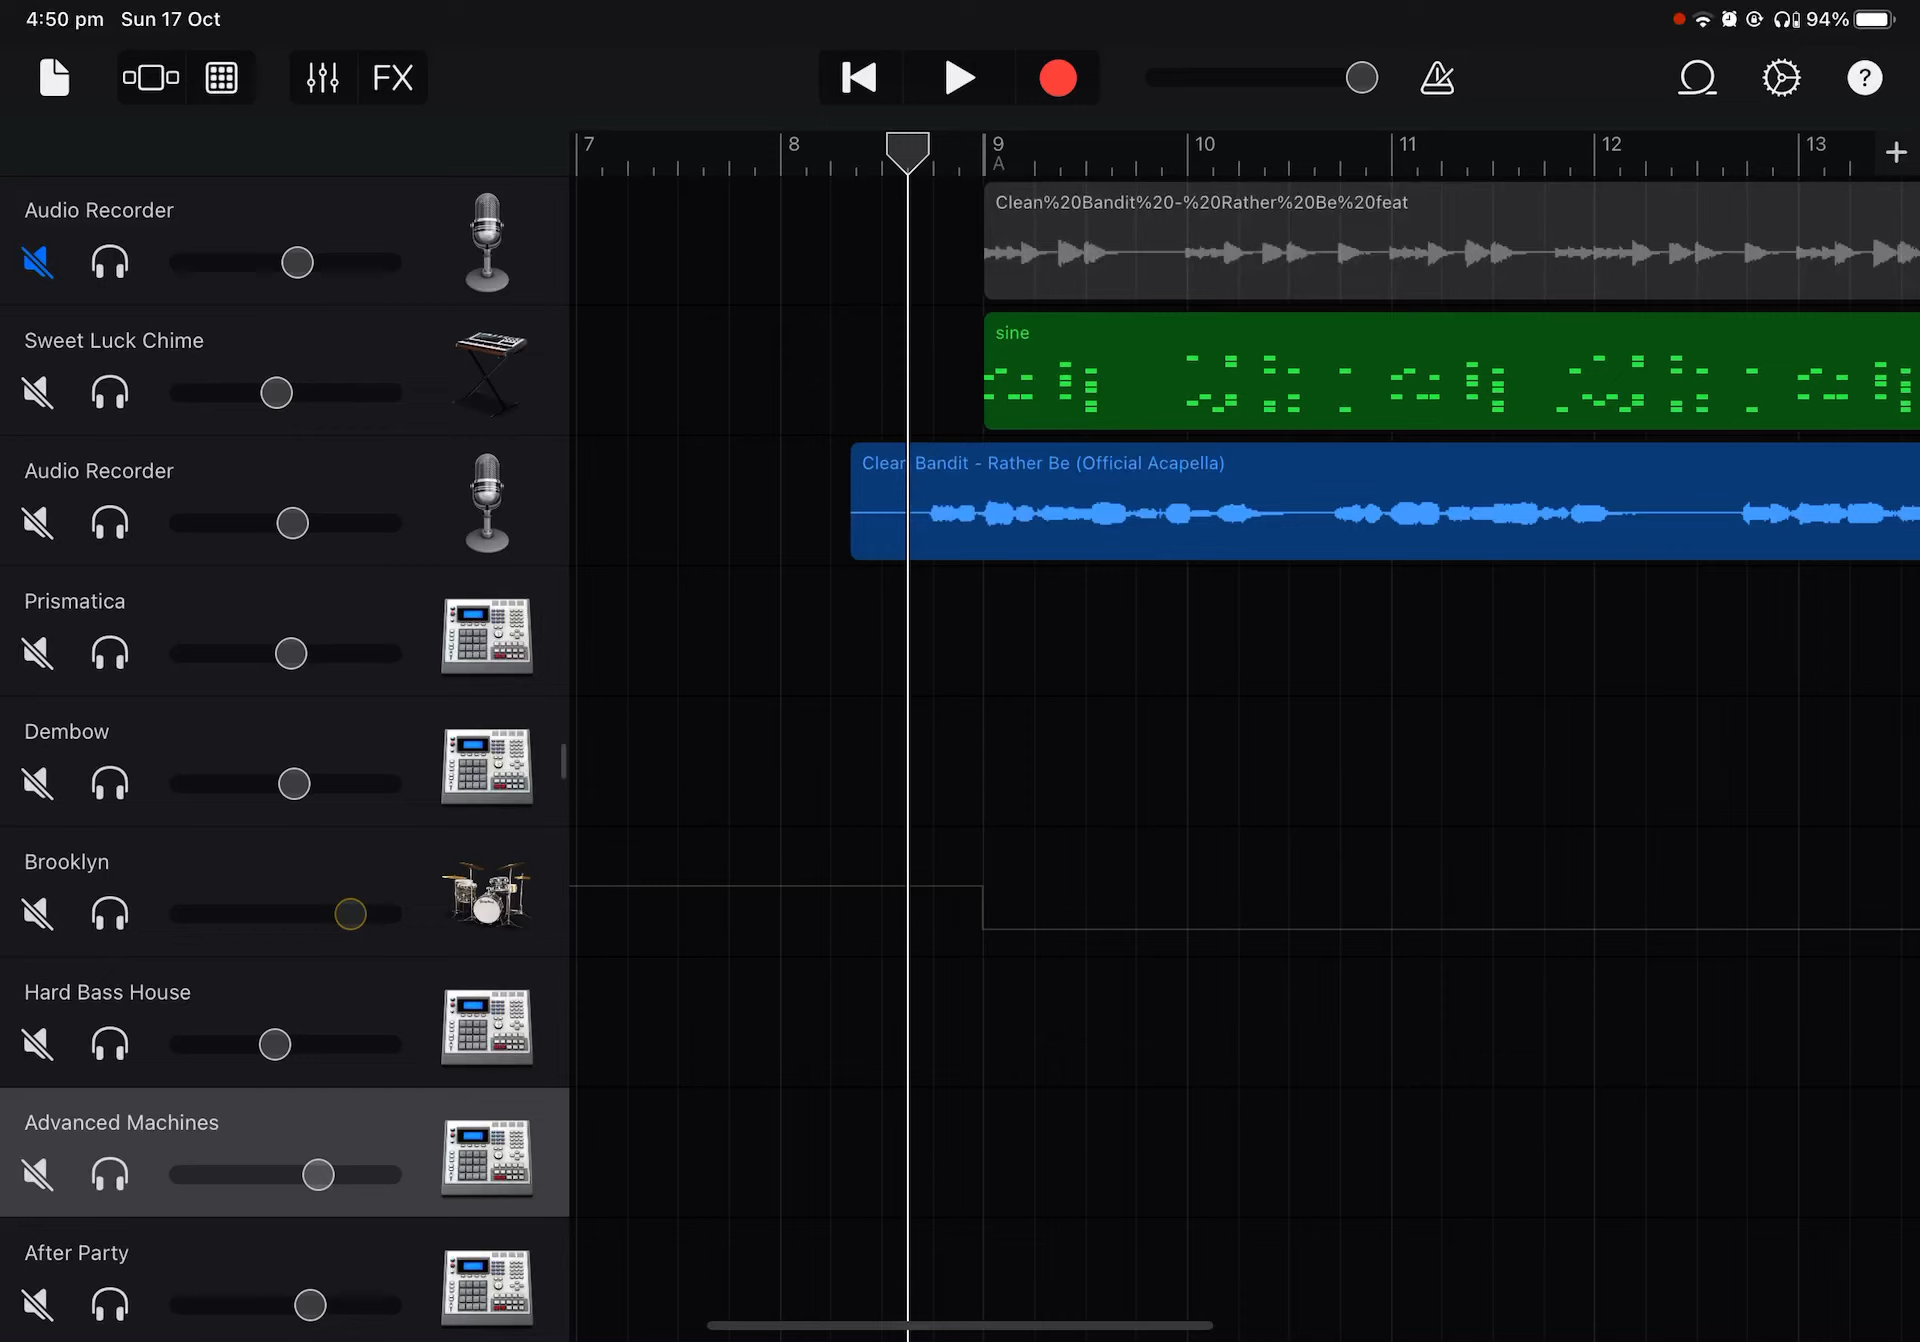 4:50 pm Sun 17 Oct
94%
FX
?
7 8 9 10 11 12 13
A
Audio Recorder
Clean%20Bandit%20-%20Rather%20Be%20feat
Sweet Luck Chime
sine
Audio Recorder
Clean Bandit - Rather Be (Official Acapella)
Prismatica
Dembow
Brooklyn
Hard Bass House
Advanced Machines
After Party